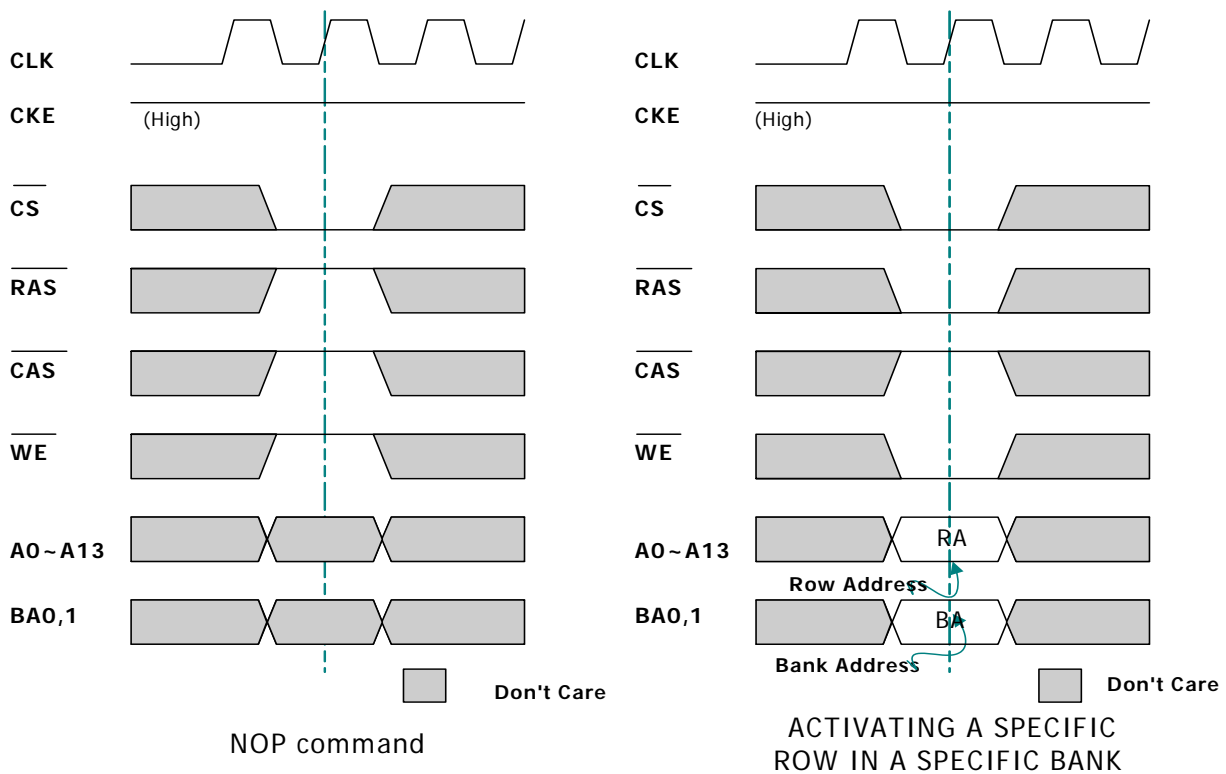 CLK
CKE
(High)
CS
RAS
CAS
WE
A0~A13
BA0,1
Don't Care
NOP command
CLK
CKE
(High)
CS
RAS
CAS
WE
A0~A13
RA
Row Address
BA0,1
BA
Bank Address
Don't Care
ACTIVATING A SPECIFIC
ROW IN A SPECIFIC BANK